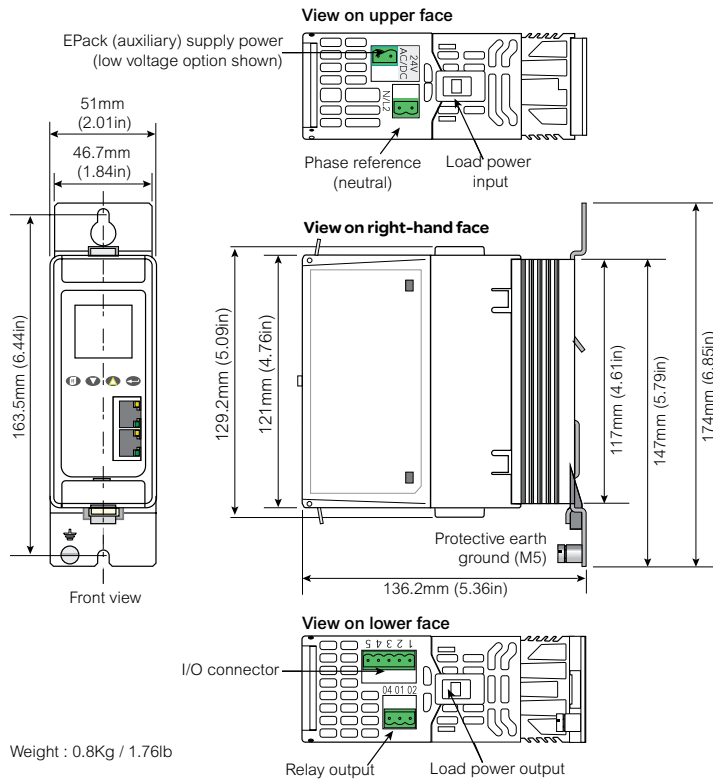 View on upper face
EPack (auxiliary) supply power
(low voltage option shown)
24V
AC/DC
N/L2
Phase reference
(neutral)
Load power
input
51mm
(2.01in)
46.7mm
(1.84in)
163.5mm (6.44in)
Front view
View on right-hand face
129.2mm (5.09in)
121mm (4.76in)
117mm (4.61in)
147mm (5.79in)
174mm (6.85in)
Protective earth
ground (M5)
136.2mm (5.36in)
View on lower face
I/O connector
5 4 3 2 1
04 01 02
Relay output
Load power output
Weight : 0.8Kg / 1.76lb